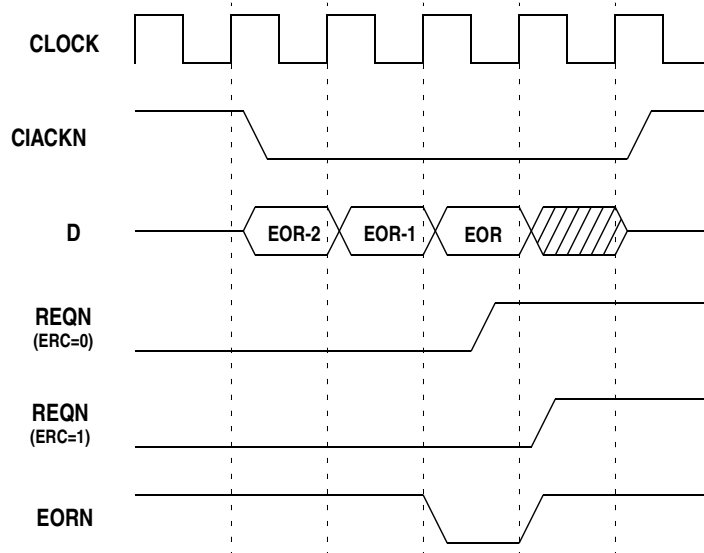 CLOCK
CIACKN
D
EOR-2 EOR-1 EOR
REQN
(ERC=0)
REQN
(ERC=1)
EORN